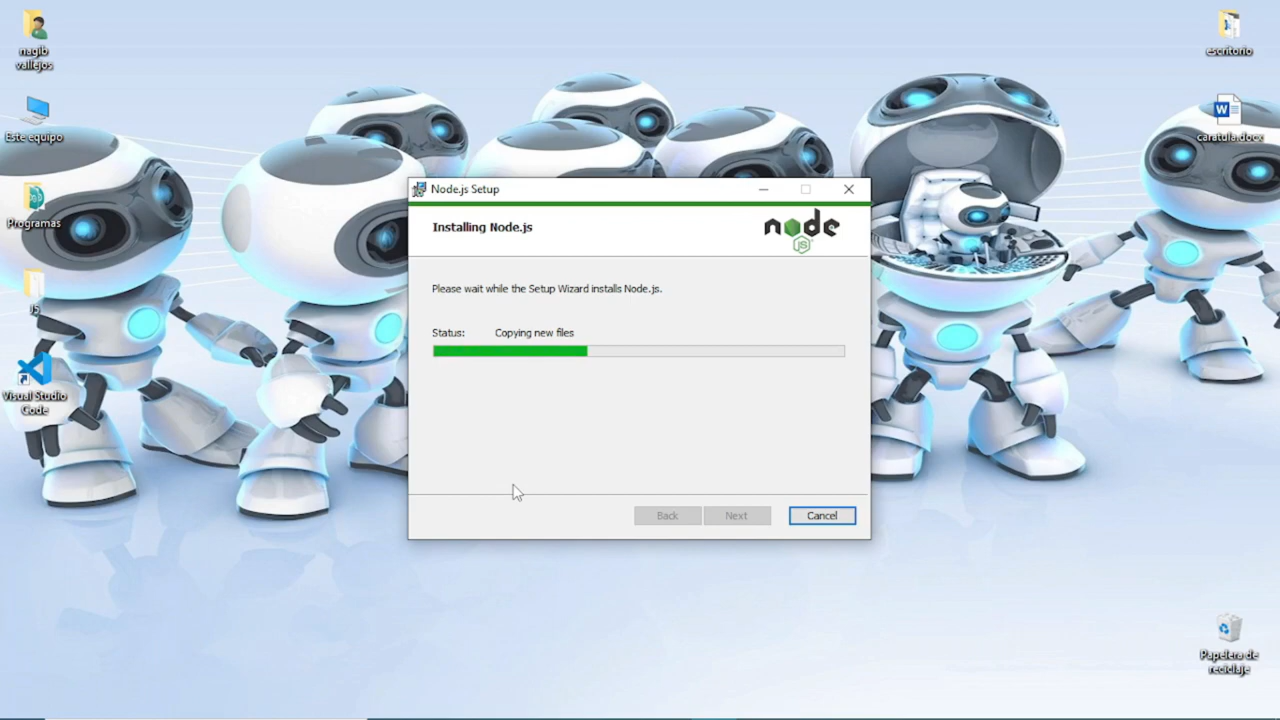 nagib
vallejos
Este equipo
Programas
JS
Visual Studio
Code
Node.js Setup
Installing Node.js
node
JS
Please wait while the Setup Wizard installs Node.js.
Status: Copying new files
Back Next Cancel
escritorio
W
caratula.docx
Papelera de
reciclaje